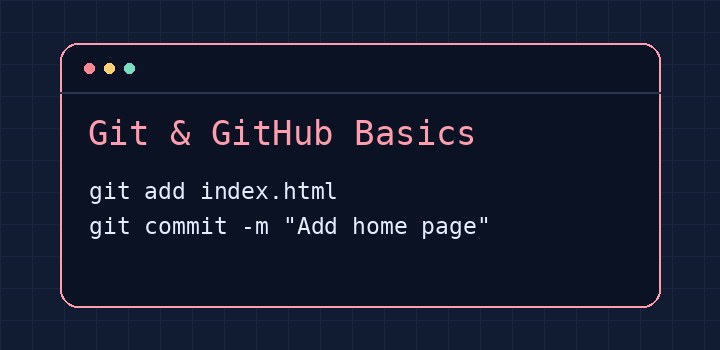 Git & GitHub Basics
git add index.html
git commit -m "Add home page"